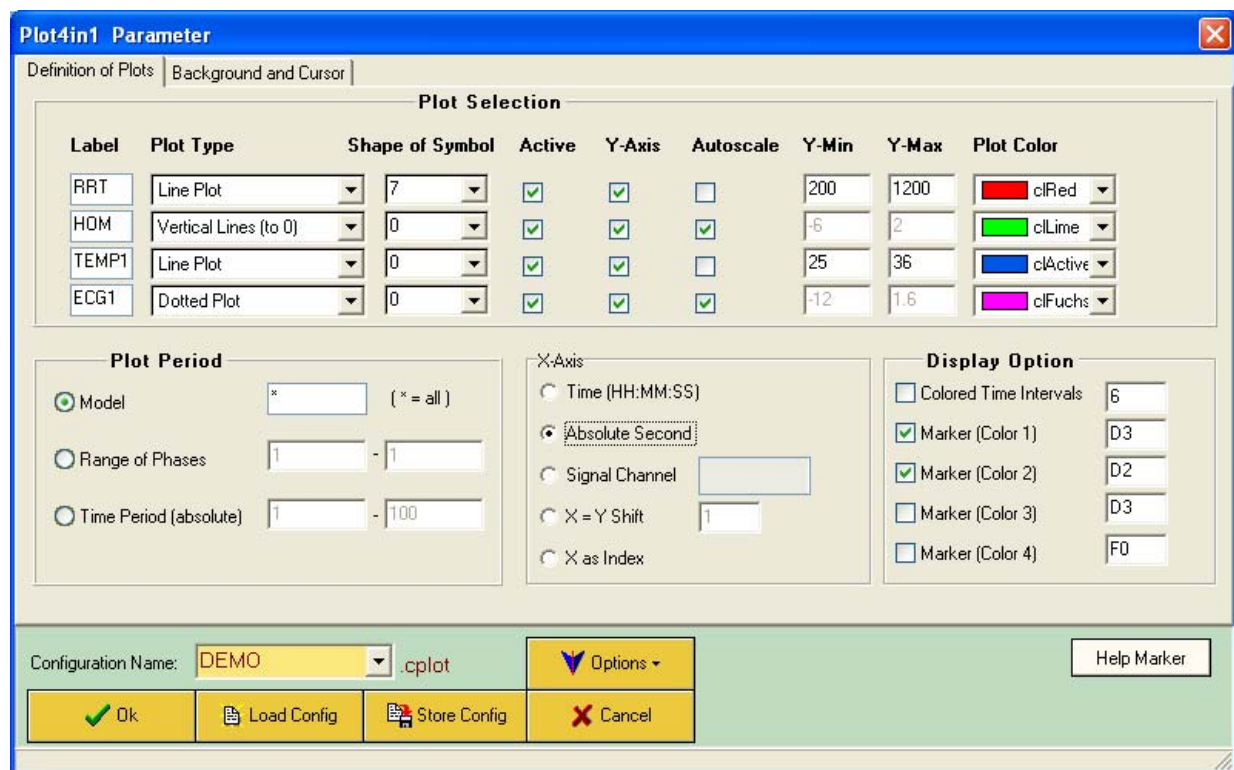 Plot4in1 Parameter
Definition of Plots Background and Cursor
Plot Selection
Label Plot Type Shape of Symbol Active Y-Axis Autoscale Y-Min Y-Max Plot Color
RRT Line Plot 7 200 1200 clRed
HOM Vertical Lines (to 0) 0 -6 2 clLime
TEMP1 Line Plot 0 25 36 clActive
ECG1 Dotted Plot 0 -12 1.6 clFuchs
Plot Period
Model * ( * = all )
Range of Phases 1 - 1
Time Period (absolute) 1 - 100
X-Axis
Time (HH:MM:SS)
Absolute Second
Signal Channel
X = Y Shift 1
X as Index
Display Option
Colored Time Intervals 6
Marker (Color 1) D3
Marker (Color 2) D2
Marker (Color 3) D3
Marker (Color 4) F0
Configuration Name: DEMO .cplot Options Help Marker
Ok Load Config Store Config Cancel